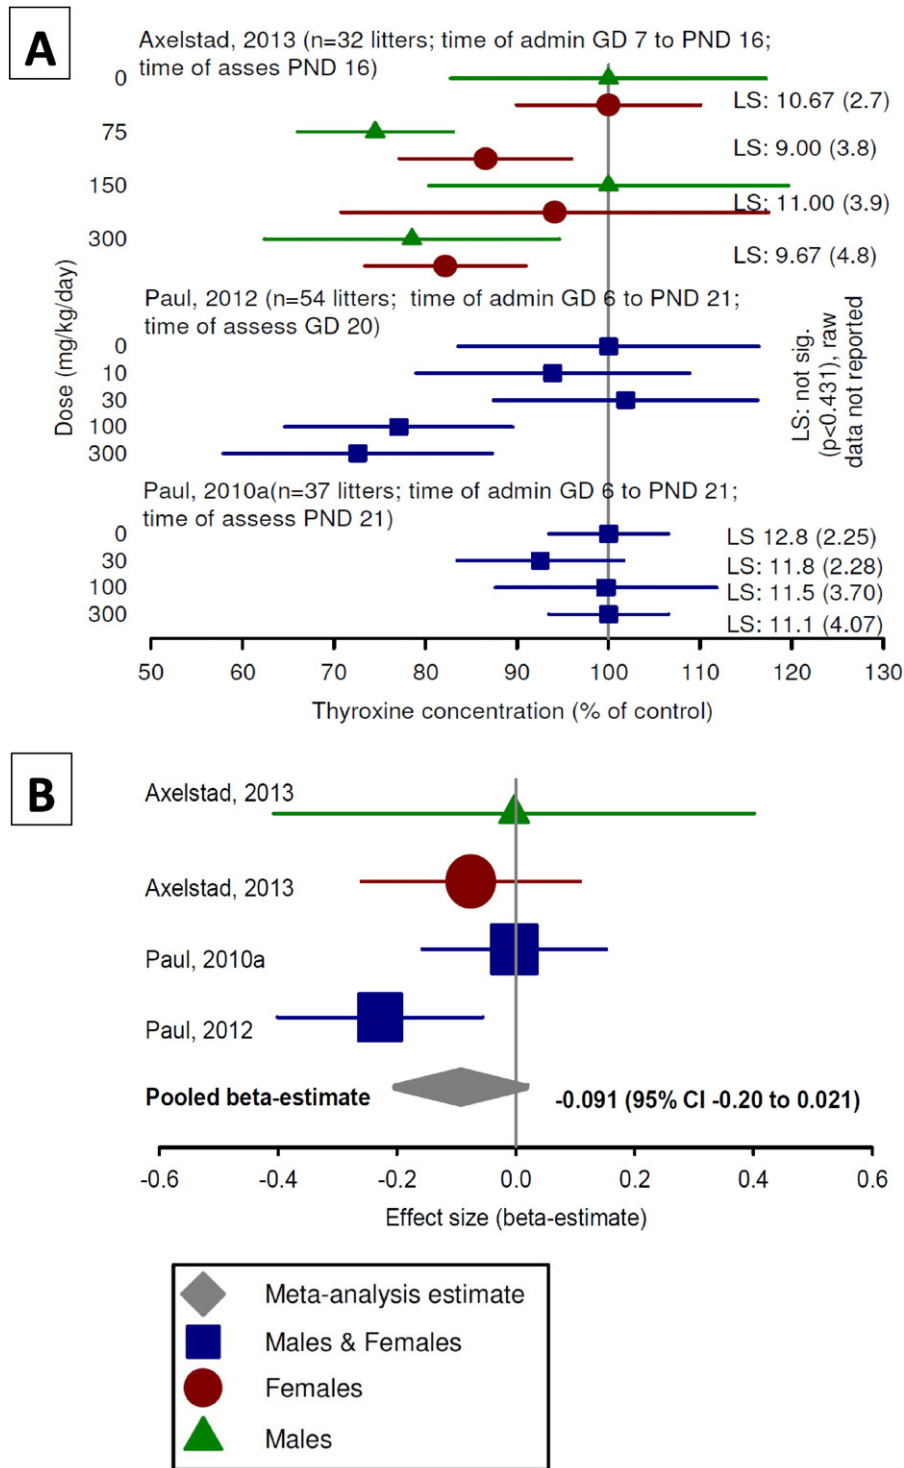 A
Axelstad, 2013 (n=32 litters; time of admin GD 7 to PND 16;
time of asses PND 16)
Dose (mg/kg/day)
0
LS: 10.67 (2.7)
75
LS: 9.00 (3.8)
150
LS: 11.00 (3.9)
300
LS: 9.67 (4.8)
Paul, 2012 (n=54 litters; time of admin GD 6 to PND 21;
time of assess GD 20)
0
10
30
100
300
LS: not sig.
(p<0.431), raw
data not reported
Paul, 2010a(n=37 litters; time of admin GD 6 to PND 21;
time of assess PND 21)
0
LS 12.8 (2.25)
30
LS: 11.8 (2.28)
100
LS: 11.5 (3.70)
300
LS: 11.1 (4.07)
50 60 70 80 90 100 110 120 130
Thyroxine concentration (% of control)
B
Axelstad, 2013
Axelstad, 2013
Paul, 2010a
Paul, 2012
Pooled beta-estimate -0.091 (95% CI -0.20 to 0.021)
-0.6 -0.4 -0.2 0.0 0.2 0.4 0.6
Effect size (beta-estimate)
Meta-analysis estimate
Males & Females
Females
Males